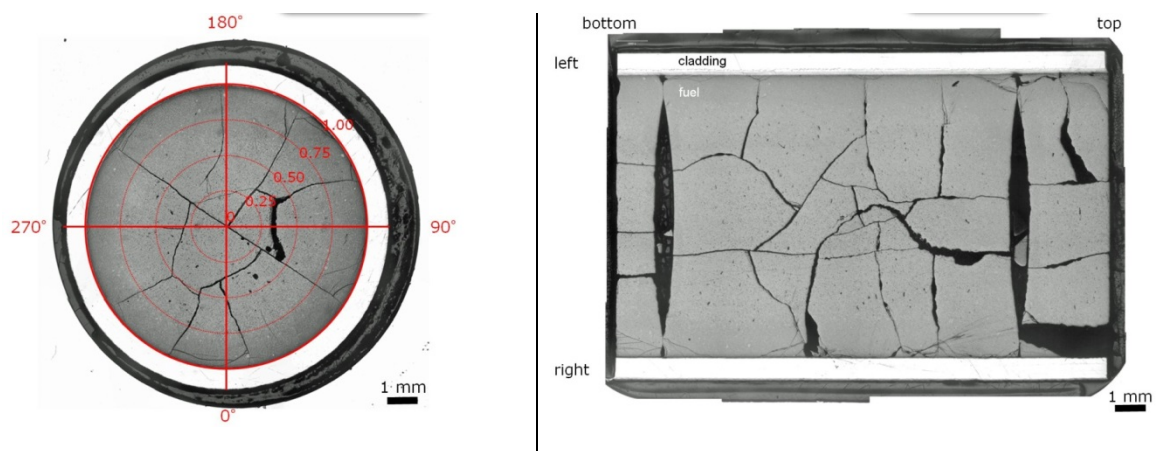 180°
1.00
0.75
0.50
0.25
0
270°
90°
0°
1 mm
bottom
top
left
cladding
fuel
right
1 mm